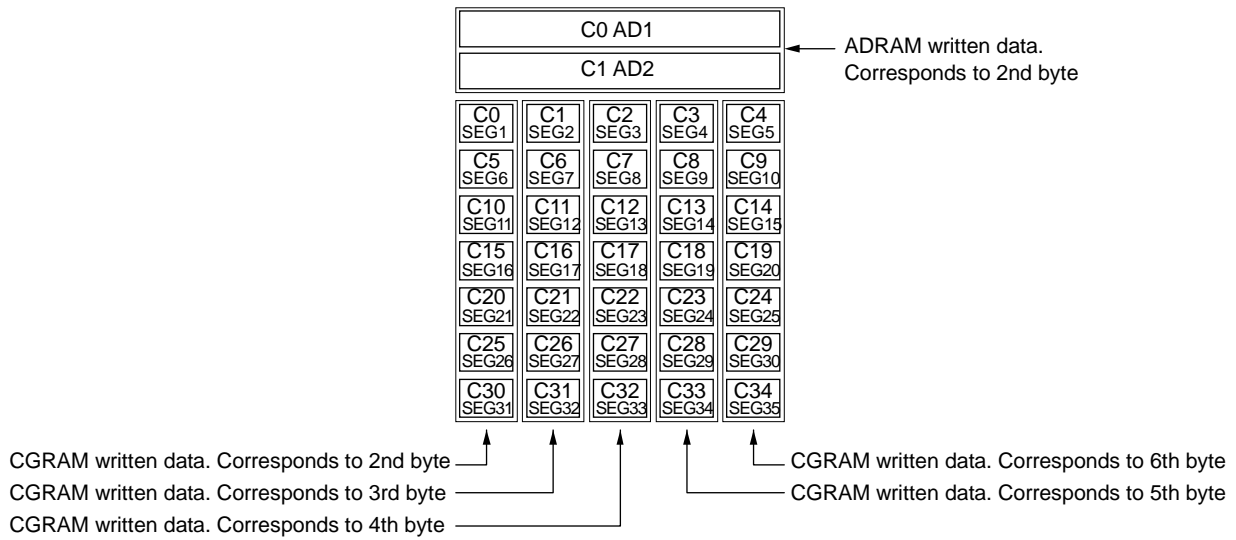 C0 AD1
ADRAM written data.
C1 AD2
Corresponds to 2nd byte
C0 C1 C2 C3 C4
SEG1 SEG2 SEG3 SEG4 SEG5
C5 C6 C7 C8 C9
SEG6 SEG7 SEG8 SEG9 SEG10
C10 C11 C12 C13 C14
SEG11 SEG12 SEG13 SEG14 SEG15
C15 C16 C17 C18 C19
SEG16 SEG17 SEG18 SEG19 SEG20
C20 C21 C22 C23 C24
SEG21 SEG22 SEG23 SEG24 SEG25
C25 C26 C27 C28 C29
SEG26 SEG27 SEG28 SEG29 SEG30
C30 C31 C32 C33 C34
SEG31 SEG32 SEG33 SEG34 SEG35
CGRAM written data. Corresponds to 2nd byte
CGRAM written data. Corresponds to 6th byte
CGRAM written data. Corresponds to 3rd byte
CGRAM written data. Corresponds to 5th byte
CGRAM written data. Corresponds to 4th byte